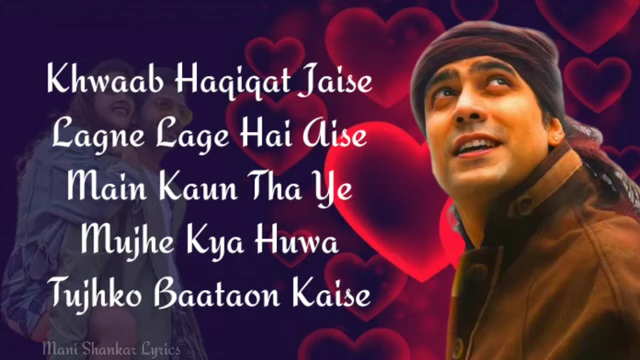 Khwaab Haqiqat Jaise
Lagne Lage Hai Aise
Main Kaun Tha Ye
Mujhe Kya Huwa
Tujhko Baataon Kaise
Mani Shankar Lyrics